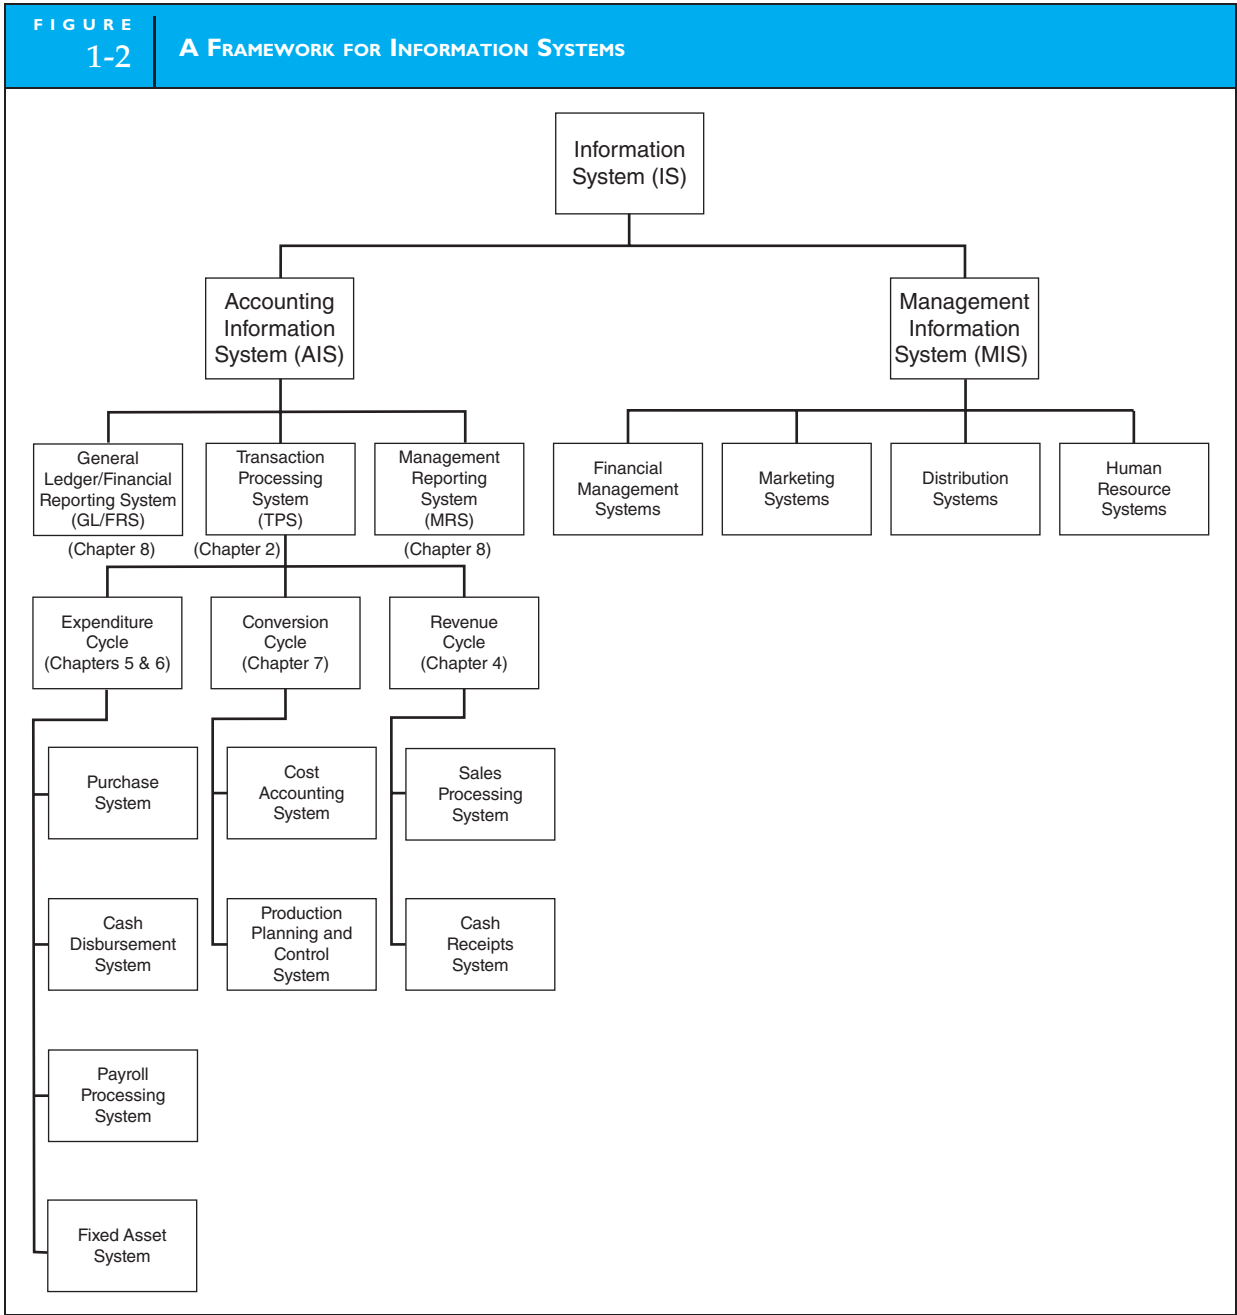 FIGURE
1-2
A FRAMEWORK FOR INFORMATION SYSTEMS
Information
System (IS)
Accounting
Information
System (AIS)
Management
Information
System (MIS)
General
Ledger/Financial
Reporting System
(GL/FRS)
(Chapter 8)
Transaction
Processing
System
(TPS)
(Chapter 2)
Management
Reporting
System
(MRS)
(Chapter 8)
Financial
Management
Systems
Marketing
Systems
Distribution
Systems
Human
Resource
Systems
Expenditure
Cycle
(Chapters 5 & 6)
Conversion
Cycle
(Chapter 7)
Revenue
Cycle
(Chapter 4)
Purchase
System
Cost
Accounting
System
Sales
Processing
System
Cash
Disbursement
System
Production
Planning and
Control
System
Cash
Receipts
System
Payroll
Processing
System
Fixed Asset
System